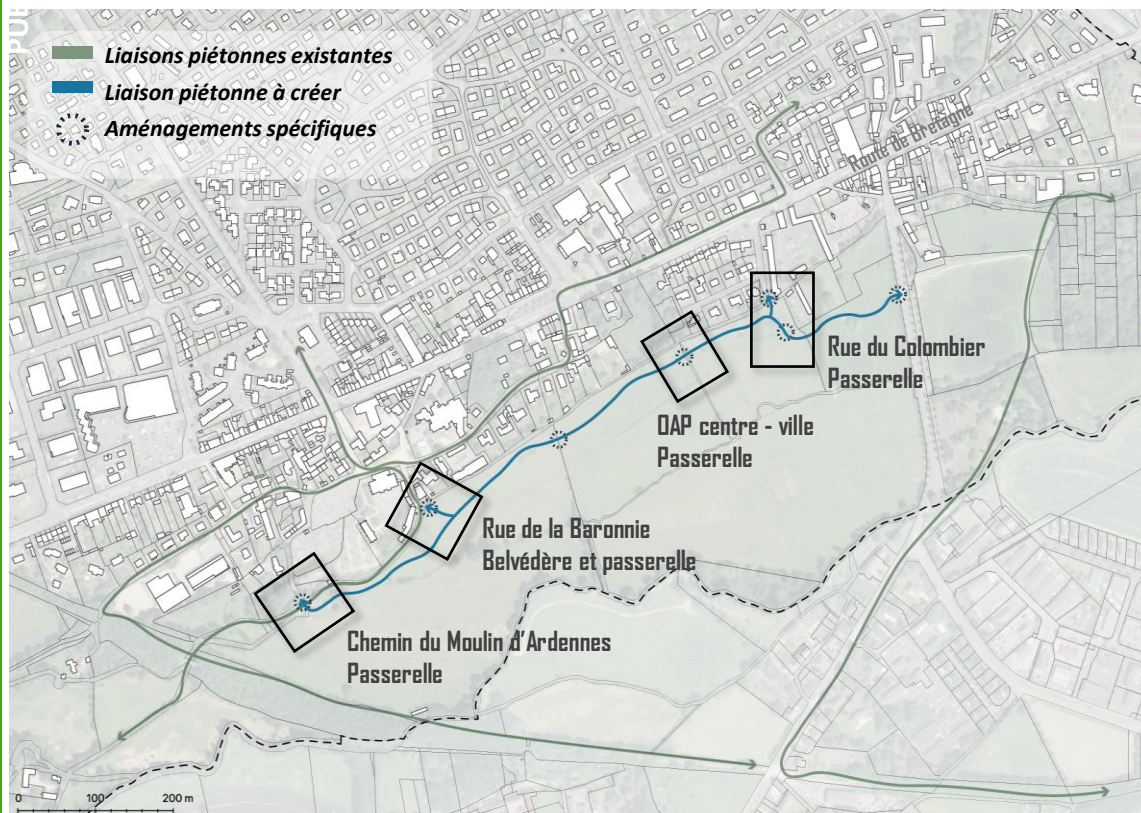 PUB
Liaisons piétonnes existantes
Liaison piétonne à créer
Aménagements spécifiques
Route de Bretagne
Rue du Colombier
Passerelle
OAP centre - ville
Passerelle
Rue de la Baronnie
Belvédère et passerelle
Chemin du Moulin d'Ardennes
Passerelle
0 100 200 m